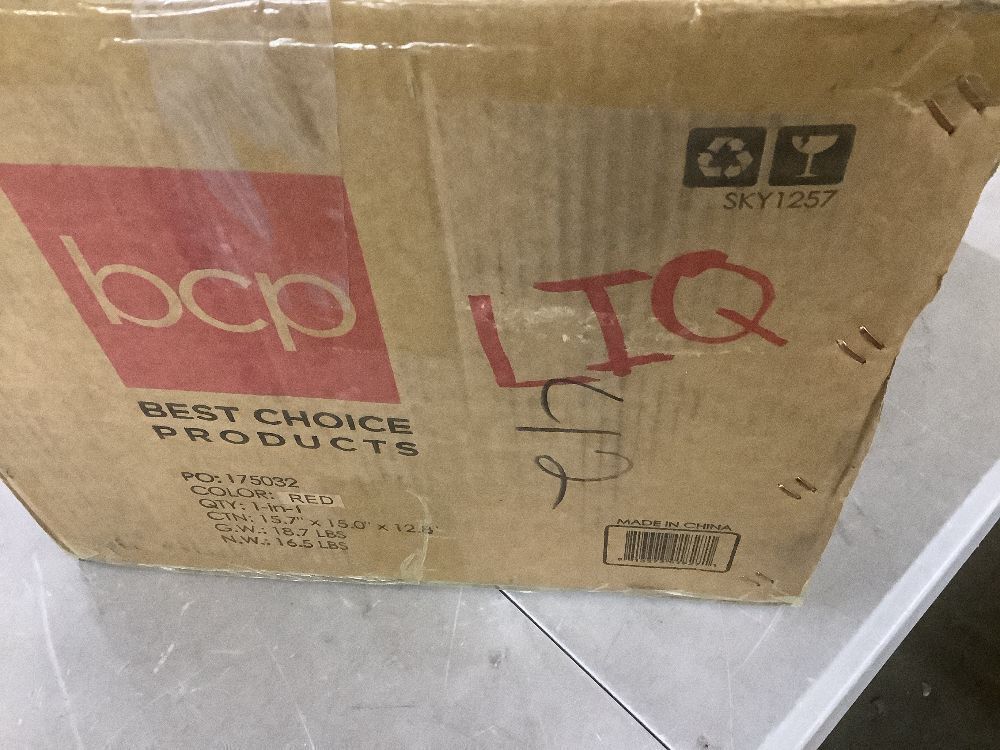 bcp
BEST CHOICE
PRODUCTS
PO: 175032
COLOR: RED
QTY: 1-in-1
CTN: 15.7" x 15.0" x 12.8"
G.W.: 18.7 LBS
N.W.: 16.5 LBS
SKY1257
LIQ
MADE IN CHINA